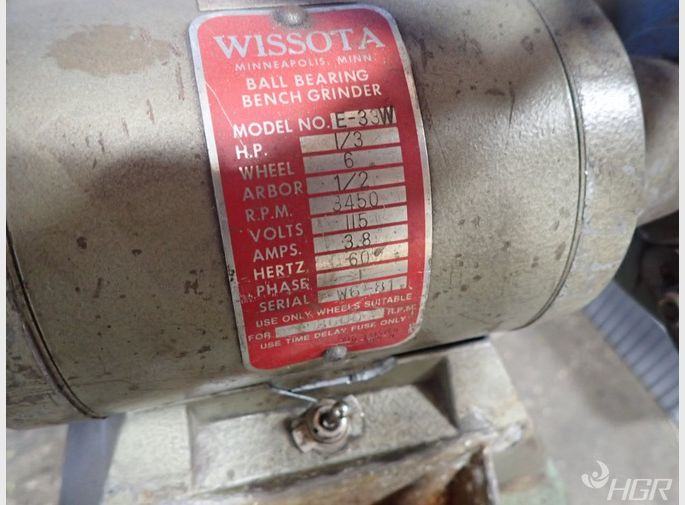 WISSOTA
MINNEAPOLIS, MINN.
BALL BEARING
BENCH GRINDER
MODEL NO. E-33W
H.P. 1/3
WHEEL 6
ARBOR 1/2
R.P.M. 3450
VOLTS 115
AMPS. 3.8
HERTZ 60
PHASE 1
SERIAL W6-81
USE ONLY WHEELS SUITABLE
FOR R.P.M.
USE TIME DELAY FUSE ONLY
HGR